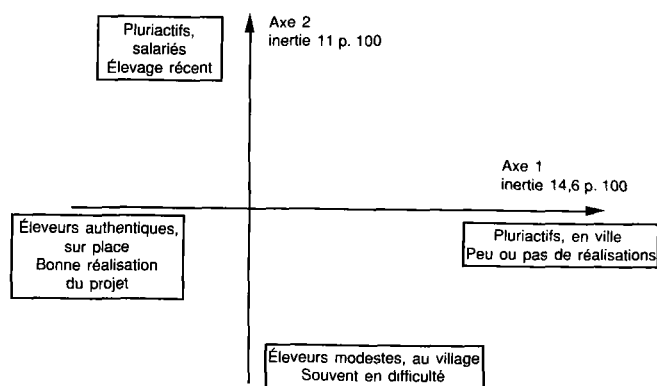 Pluriactifs,
salariés
Élevage récent
Axe 2
inertie 11 p. 100
Axe 1
inertie 14,6 p. 100
Éleveurs authentiques,
sur place
Bonne réalisation
du projet
Pluriactifs, en ville
Peu ou pas de réalisations
Éleveurs modestes, au village
Souvent en difficulté